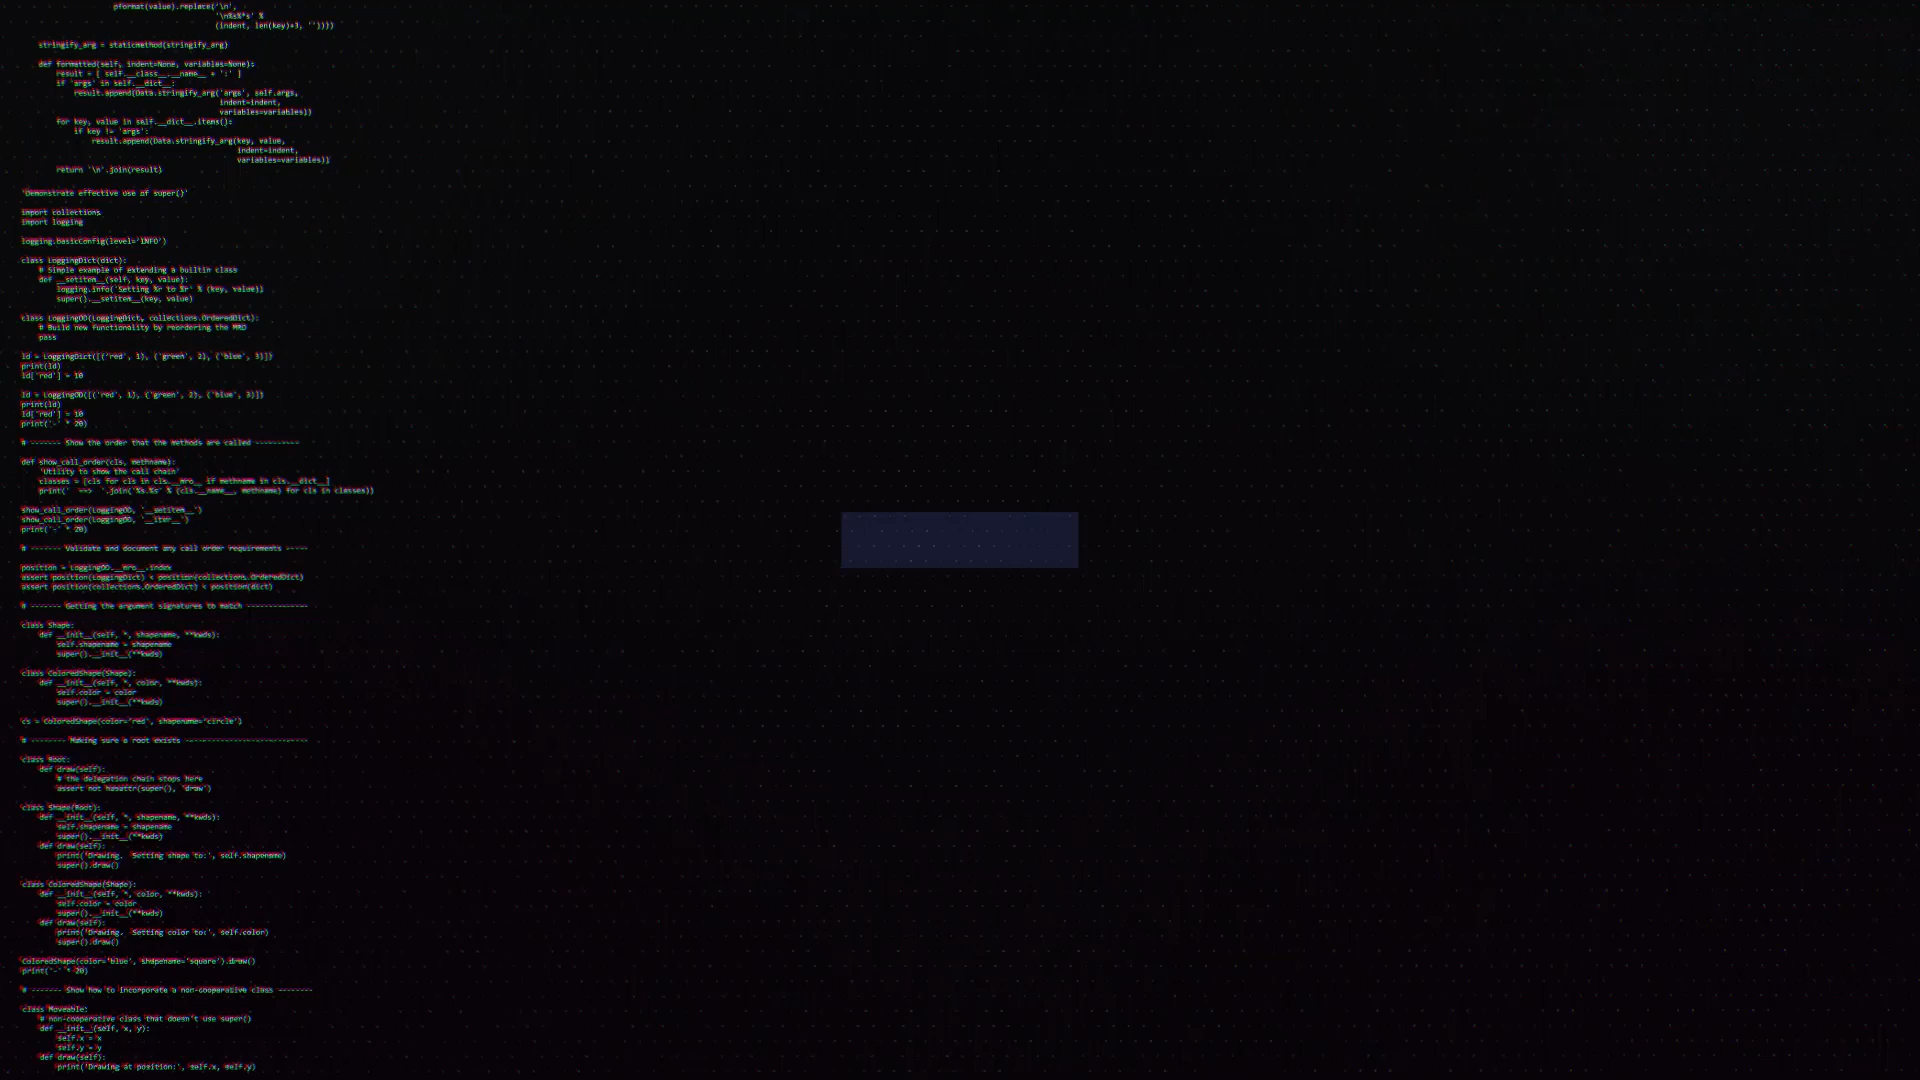 pformat(value).replace('\n',
'\n%s%*s' %
(indent, len(key)+3, ''))))
stringify_arg = staticmethod(stringify_arg)
def formatted(self, indent=None, variables=None):
result = [ self.__class__.__name__ + ':' ]
if 'args' in self.__dict__:
result.append(Data.stringify_arg('args', self.args,
indent=indent,
variables=variables))
for key, value in self.__dict__.items():
if key != 'args':
result.append(Data.stringify_arg(key, value,
indent=indent,
variables=variables))
return '\n'.join(result)
'Demonstrate effective use of super()'
import collections
import logging
logging.basicConfig(level='INFO')
class LoggingDict(dict):
# Simple example of extending a builtin class
def __setitem__(self, key, value):
logging.info('Setting %r to %r' % (key, value))
super().__setitem__(key, value)
class LoggingOD(LoggingDict, collections.OrderedDict):
# Build new functionality by reordering the MRO
pass
ld = LoggingDict([('red', 1), ('green', 2), ('blue', 3)])
print(ld)
ld['red'] = 10
ld = LoggingOD([('red', 1), ('green', 2), ('blue', 3)])
print(ld)
ld['red'] = 10
print('-' * 20)
# ------- Show the order that the methods are called ----------
def show_call_order(cls, methname):
'Utility to show the call chain'
classes = [cls for cls in cls.__mro__ if methname in cls.__dict__]
print('  ==>  '.join('%s.%s' % (cls.__name__, methname) for cls in classes))
show_call_order(LoggingOD, '__setitem__')
show_call_order(LoggingOD, '__iter__')
print('-' * 20)
# ------- Validate and document any call order requirements -----
position = LoggingOD.__mro__.index
assert position(LoggingDict) < position(collections.OrderedDict)
assert position(collections.OrderedDict) < position(dict)
# ------- Getting the argument signatures to match --------------
class Shape:
def __init__(self, *, shapename, **kwds):
self.shapename = shapename
super().__init__(**kwds)
class ColoredShape(Shape):
def __init__(self, *, color, **kwds):
self.color = color
super().__init__(**kwds)
cs = ColoredShape(color='red', shapename='circle')
# -------- Making sure a root exists ----------------------------
class Root:
def draw(self):
# the delegation chain stops here
assert not hasattr(super(), 'draw')
class Shape(Root):
def __init__(self, *, shapename, **kwds):
self.shapename = shapename
super().__init__(**kwds)
def draw(self):
print('Drawing.  Setting shape to:', self.shapename)
super().draw()
class ColoredShape(Shape):
def __init__(self, *, color, **kwds):
self.color = color
super().__init__(**kwds)
def draw(self):
print('Drawing.  Setting color to:', self.color)
super().draw()
ColoredShape(color='blue', shapename='square').draw()
print('-' * 20)
# ------- Show how to incorporate a non-cooperative class --------
class Moveable:
# non-cooperative class that doesn't use super()
def __init__(self, x, y):
self.x = x
self.y = y
def draw(self):
print('Drawing at position:', self.x, self.y)